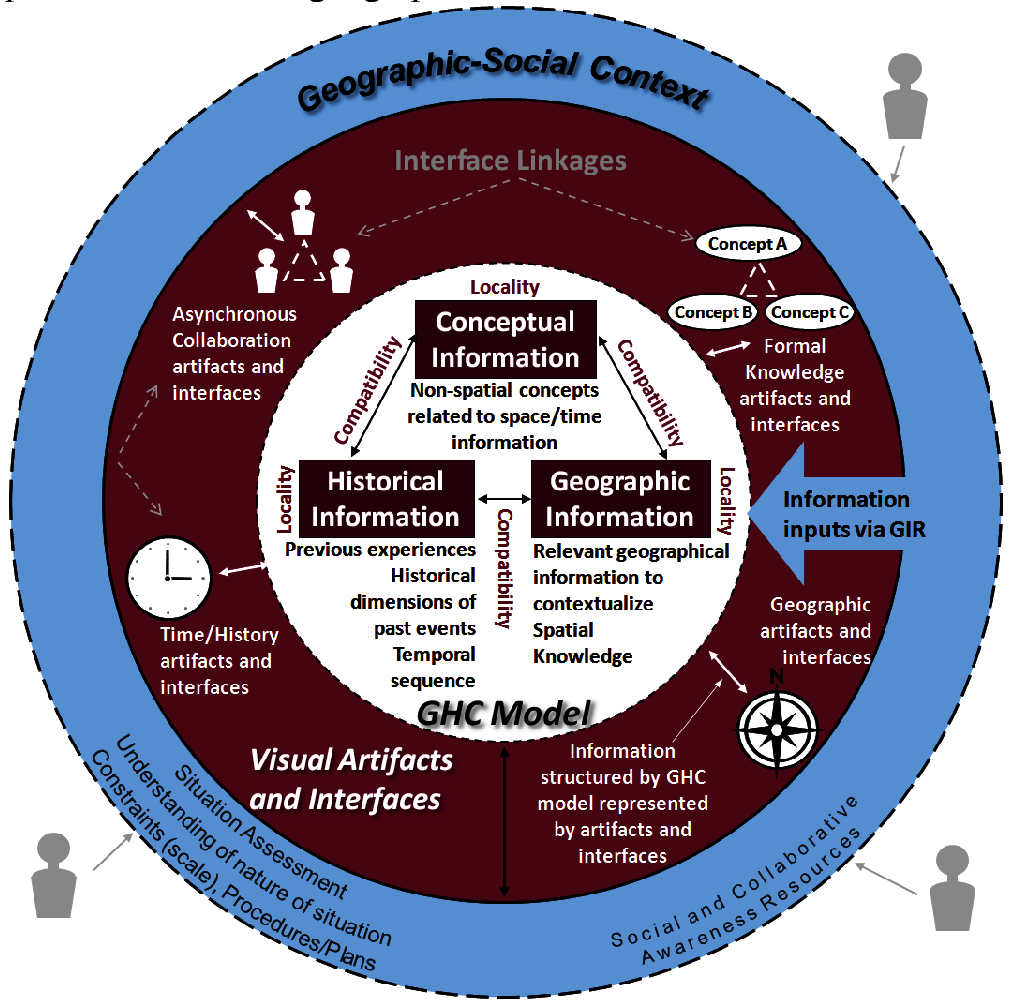 Geographic-Social Context
Interface Linkages
Concept A
Concept B
Concept C
Asynchronous
Collaboration
artifacts and
interfaces
Formal
Knowledge
artifacts and
interfaces
Locality
Conceptual
Information
Non-spatial concepts
related to space/time
information
Compatibility
Compatibility
Locality
Historical
Information
Previous experiences
Historical
dimensions of
past events
Temporal
sequence
Compatibility
Geographic
Information
Locality
Relevant geographical
information to
contextualize
Spatial
Knowledge
GHC Model
Information
inputs via GIR
Time/History
artifacts and
interfaces
Geographic
artifacts and
interfaces
N
Visual Artifacts
and Interfaces
Information
structured by GHC
model represented
by artifacts and
interfaces
Situation Assessment
Understanding of nature of situation
Constraints (scale), Procedures/Plans
Social and Collaborative
Awareness Resources